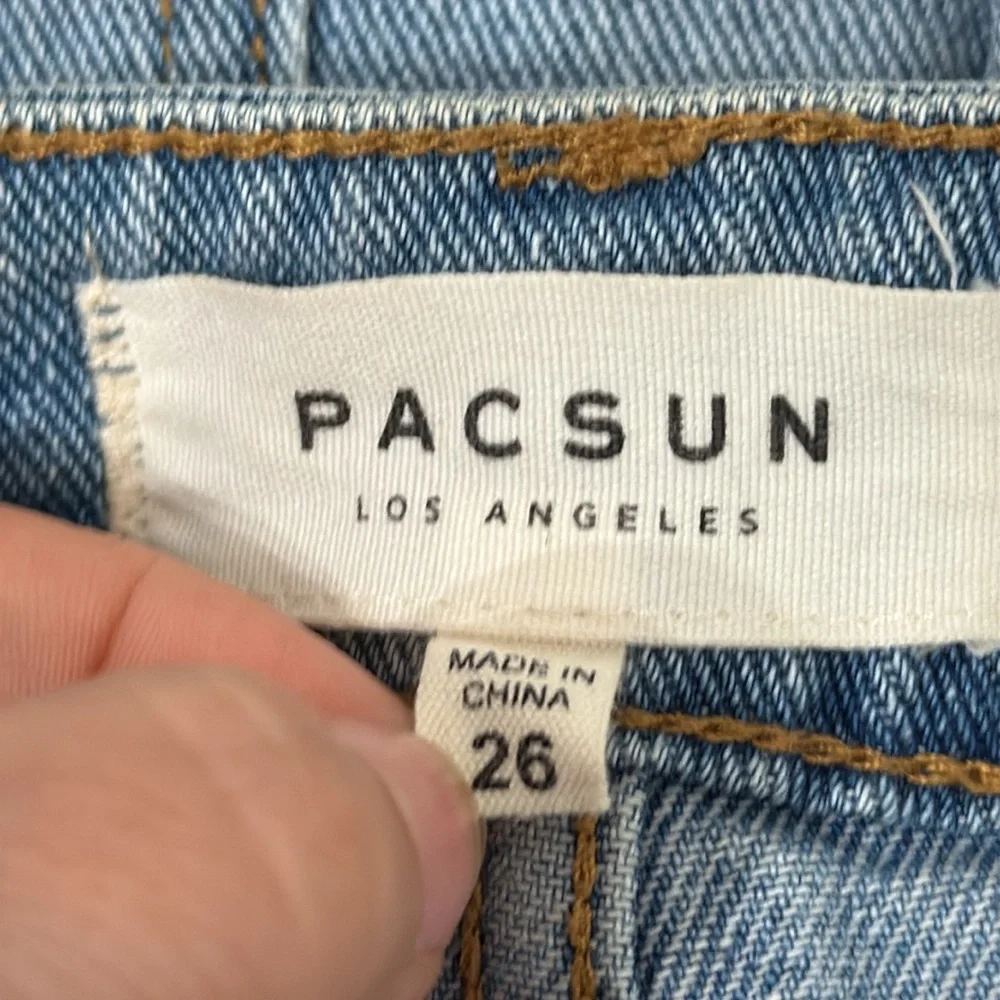 PACSUN
LOS ANGELES
MADE IN
CHINA
26